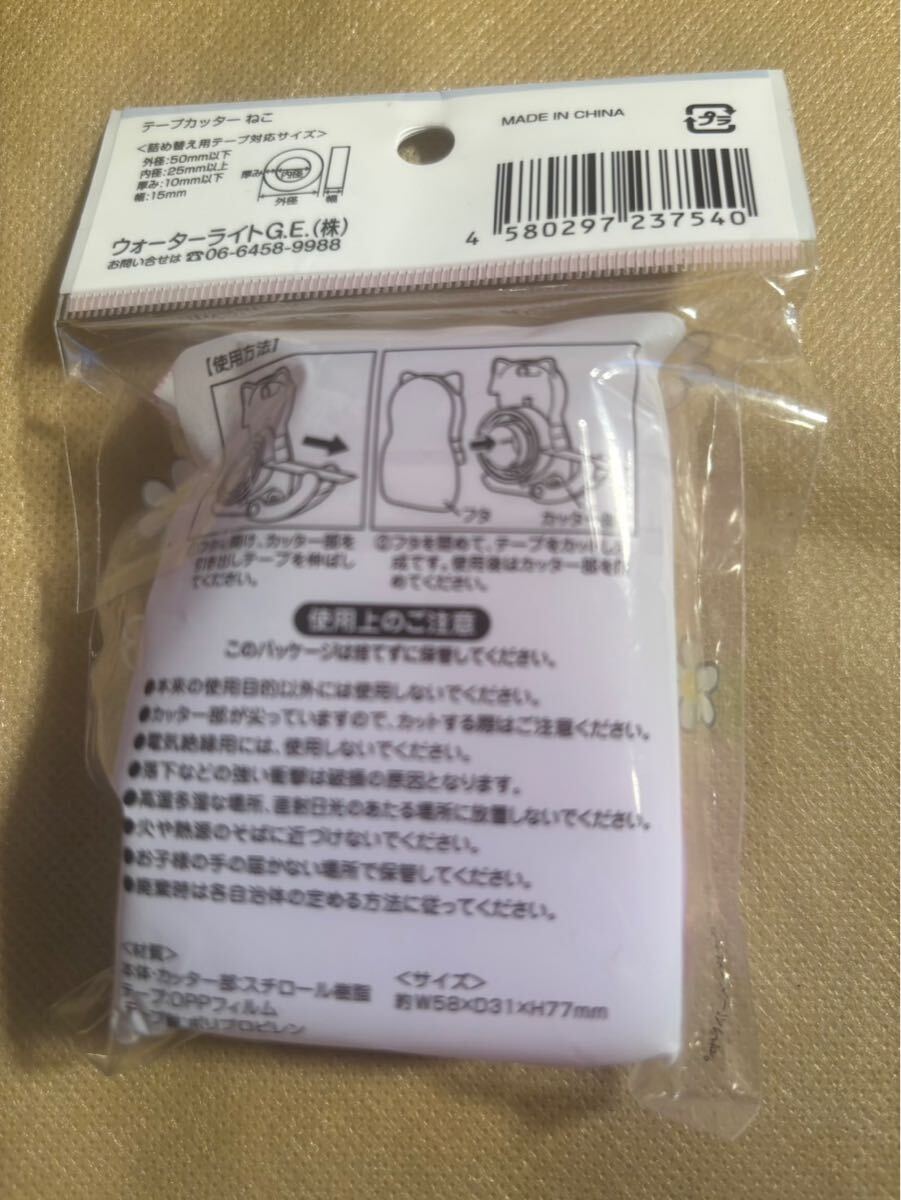 テープカッター ねこ
<詰め替え用テープ対応サイズ>
外径:50mm以下
内径:25mm以上
厚み:10mm以下
幅:15mm
厚み
内径
外径
幅
ウォーターライトG.E.(株)
お問い合せは ☎06-6458-9988
MADE IN CHINA
プラ
4 580297 237540
【使用方法】
フタ
カッター
け、カッター部を
引き出しテープを伸ばし
てください。
②フタを閉めて、テープをカットし
成です。使用後はカッター部を
めてください。
使用上のご注意
このパッケージは捨てずに保管してください。
●本来の使用目的以外には使用しないでください。
●カッター部が尖っていますので、カットする際はご注意ください。
●電気絶縁用には、使用しないでください。
●落下などの強い衝撃は破損の原因となります。
●高温多湿な場所、直射日光のあたる場所に放置しないでください。
●火や熱源のそばに近づけないでください。
●お子様の手の届かない場所で保管してください。
●廃棄時は各自治体の定める方法に従ってください。
<材質>
本体・カッター部:スチロール樹脂
テープ:OPPフィルム
ポリプロピレン
<サイズ>
約W58×D31×H77mm